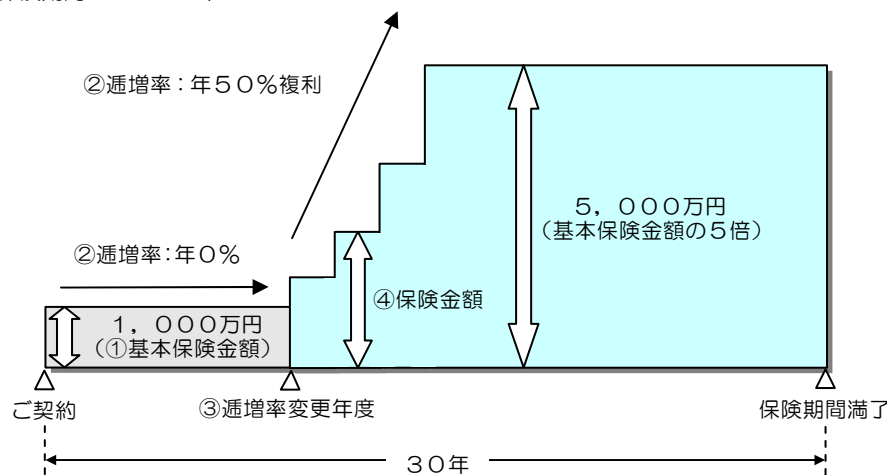 ②逓増率：年５０％複利
５，０００万円
（基本保険金額の５倍）
②逓増率：年０％
④保険金額
１，０００万円
（①基本保険金額）
ご契約
③逓増率変更年度
保険期間満了
３０年